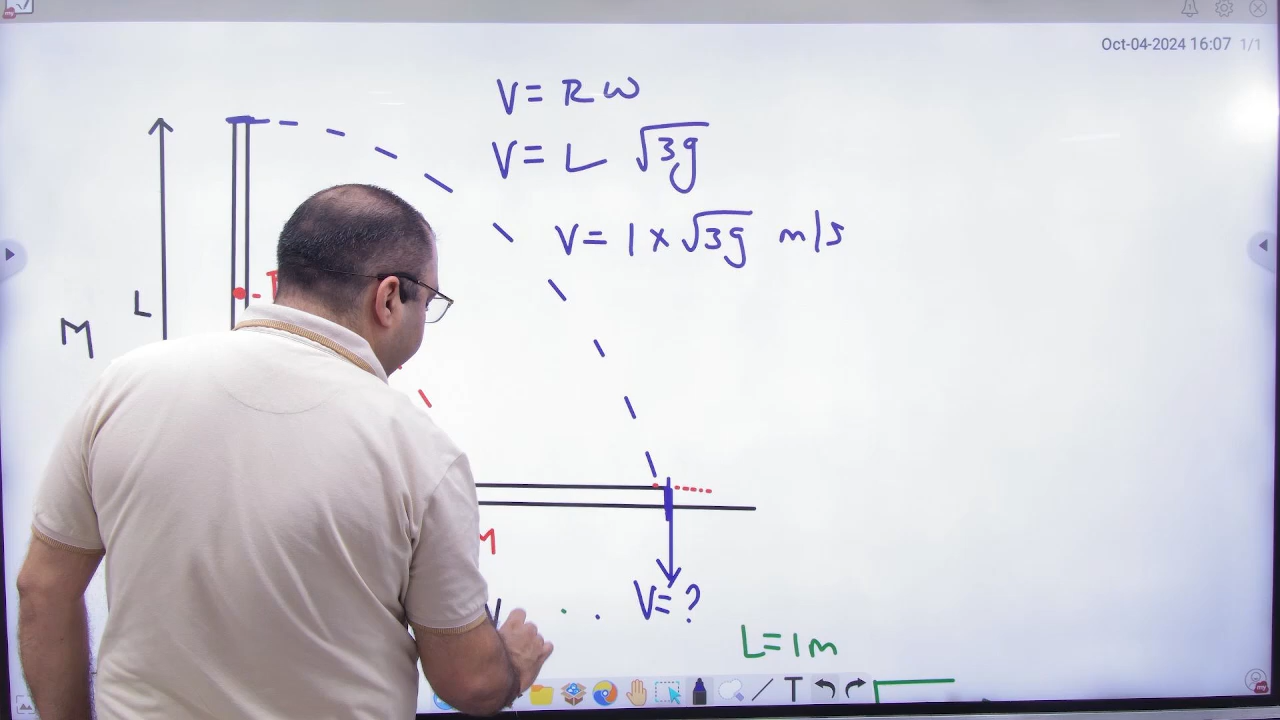 Oct-04-2024 16:07 1/1
V = Rω
V = L √3g
V = 1 × √3g m/s
L
M
M
V = ?
L = 1m
T